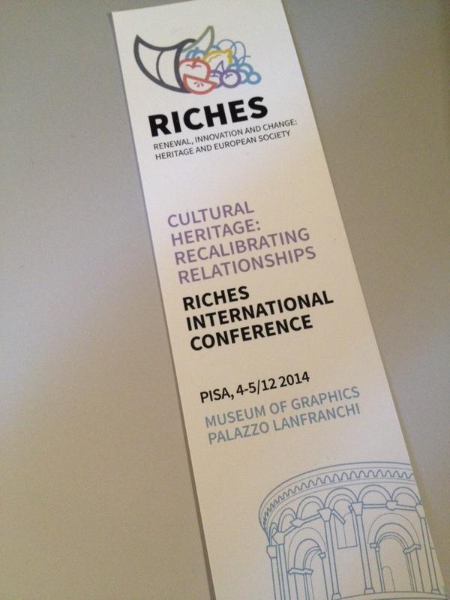 RICHES
RENEWAL, INNOVATION AND CHANGE:
HERITAGE AND EUROPEAN SOCIETY
CULTURAL
HERITAGE:
RECALIBRATING
RELATIONSHIPS
RICHES
INTERNATIONAL
CONFERENCE
PISA, 4-5/12 2014
MUSEUM OF GRAPHICS
PALAZZO LANFRANCHI